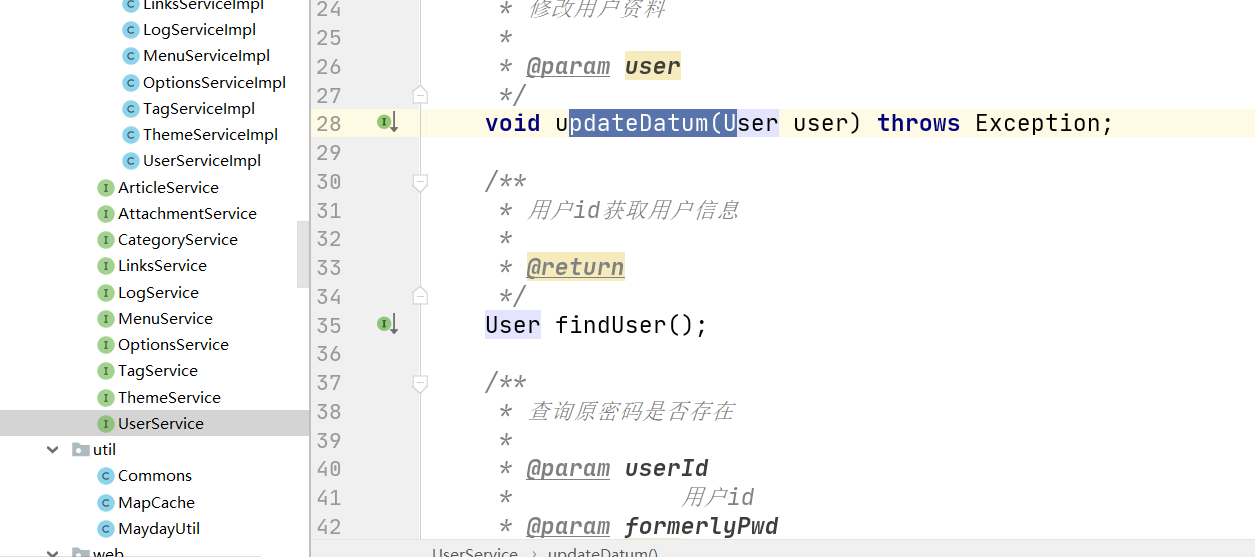 LinksServiceImpl
LogServiceImpl
MenuServiceImpl
OptionsServiceImpl
TagServiceImpl
ThemeServiceImpl
UserServiceImpl
ArticleService
AttachmentService
CategoryService
LinksService
LogService
MenuService
OptionsService
TagService
ThemeService
UserService
util
Commons
MapCache
MaydayUtil
web
24 * 修改用户资料
25 *
26 * @param user
27 */
28 void updateDatum(User user) throws Exception;
29
30 /**
31 * 用户id获取用户信息
32 *
33 * @return
34 */
35 User findUser();
36
37 /**
38 * 查询原密码是否存在
39 *
40 * @param userId
41 * 用户id
42 * @param formerlyPwd
UserService › updateDatum()